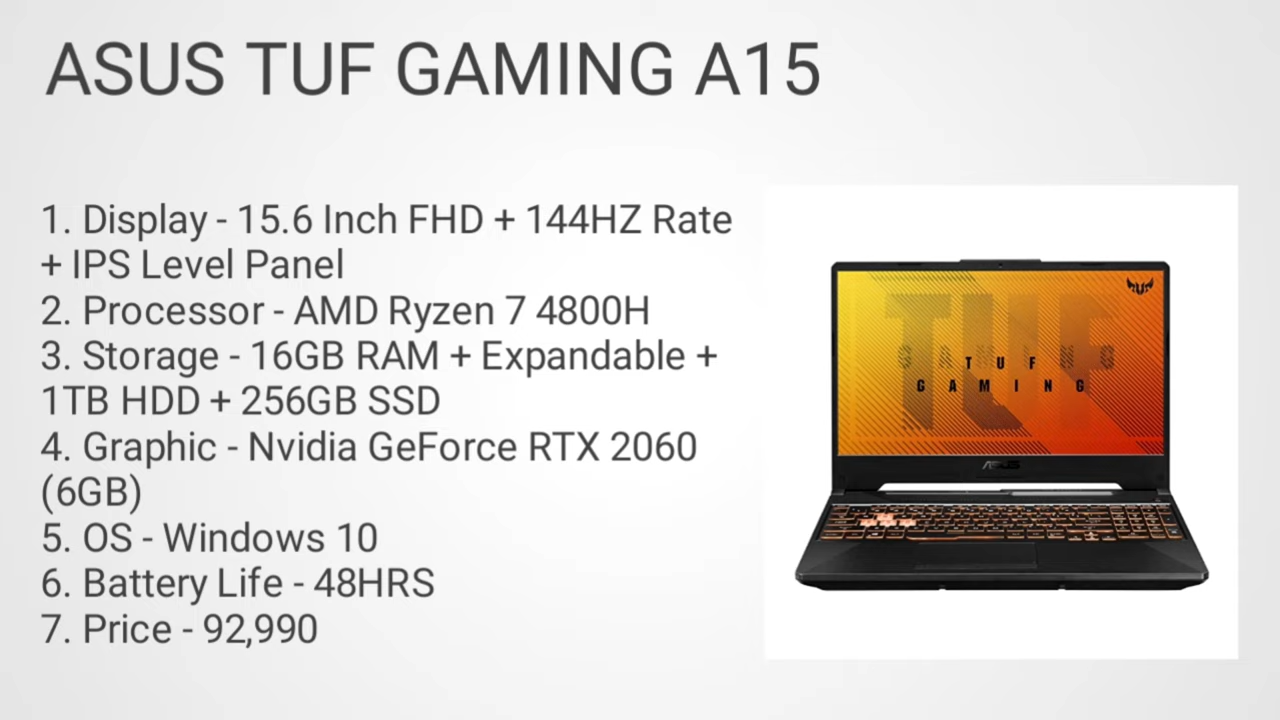 ASUS TUF GAMING A15
1. Display - 15.6 Inch FHD + 144HZ Rate
+ IPS Level Panel
2. Processor - AMD Ryzen 7 4800H
3. Storage - 16GB RAM + Expandable +
1TB HDD + 256GB SSD
4. Graphic - Nvidia GeForce RTX 2060
(6GB)
5. OS - Windows 10
6. Battery Life - 48HRS
7. Price - 92,990
TUF
TUF
GAMING
ASUS